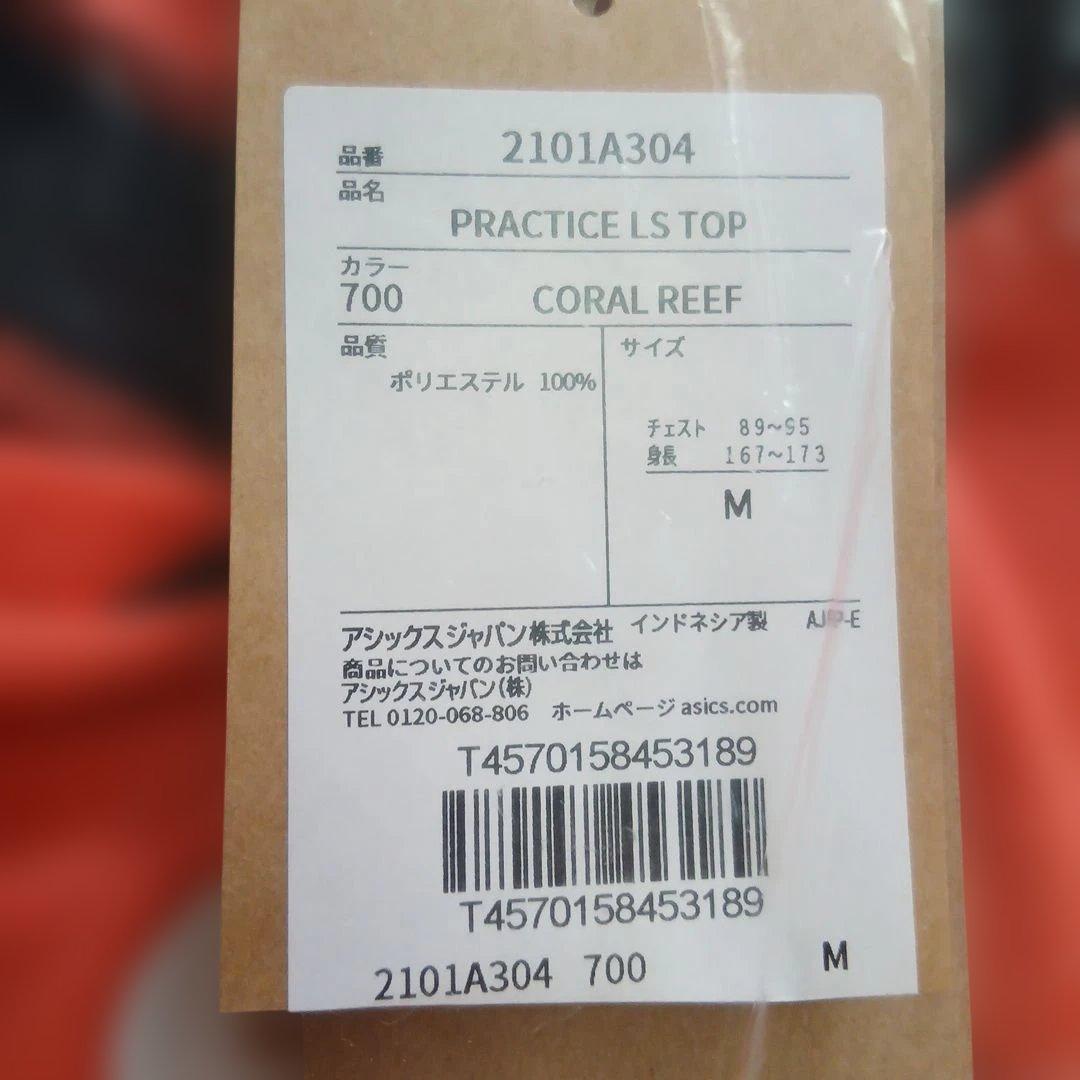 品番 2101A304
品名
PRACTICE LS TOP
カラー
700 CORAL REEF
品質 サイズ
ポリエステル 100%
チェスト 89~95
身長 167~173
M
アシックスジャパン株式会社 インドネシア製
商品についてのお問い合わせは
アシックスジャパン(株)
TEL 0120-068-806 ホームページ asics.com
T4570158453189
T4570158453189
2101A304 700 M